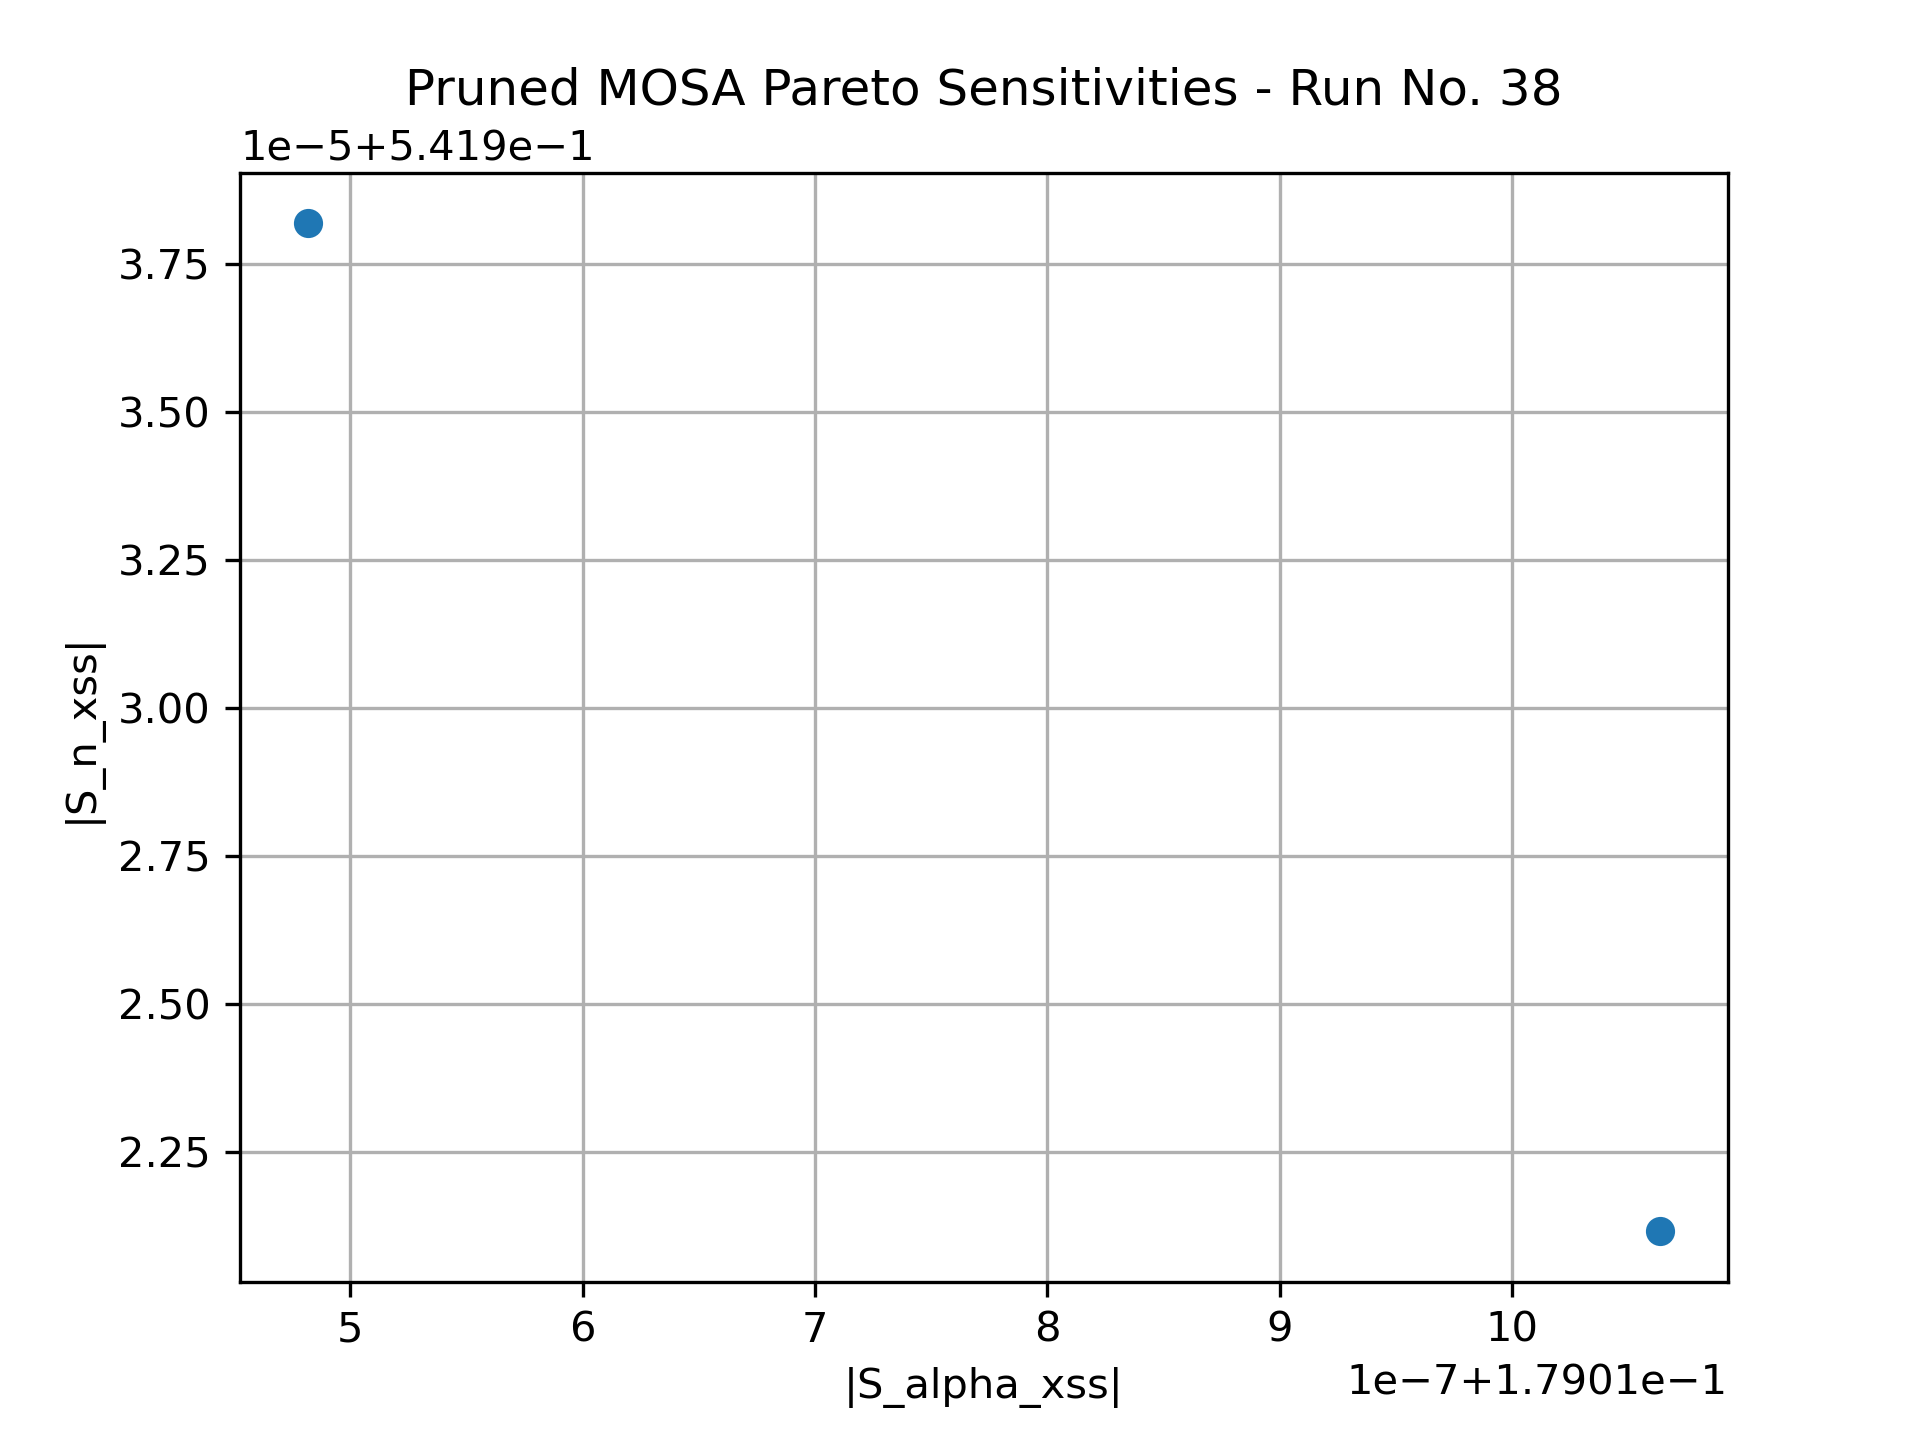 Pruned MOSA Pareto Sensitivities - Run No. 38
1e−5+5.419e−1
3.75
3.50
3.25
3.00
2.75
2.50
2.25
|S_n_xss|
5 6 7 8 9 10
|S_alpha_xss|
1e−7+1.7901e−1